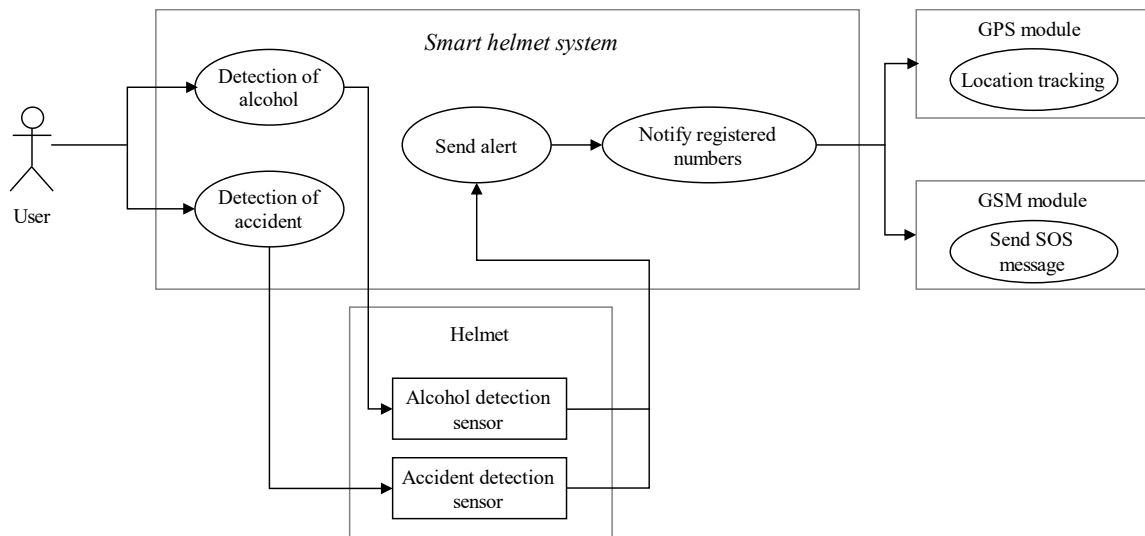 Smart helmet system
Detection of
alcohol
Detection of
accident
User
Send alert
Notify registered
numbers
GPS module
Location tracking
GSM module
Send SOS
message
Helmet
Alcohol detection
sensor
Accident detection
sensor